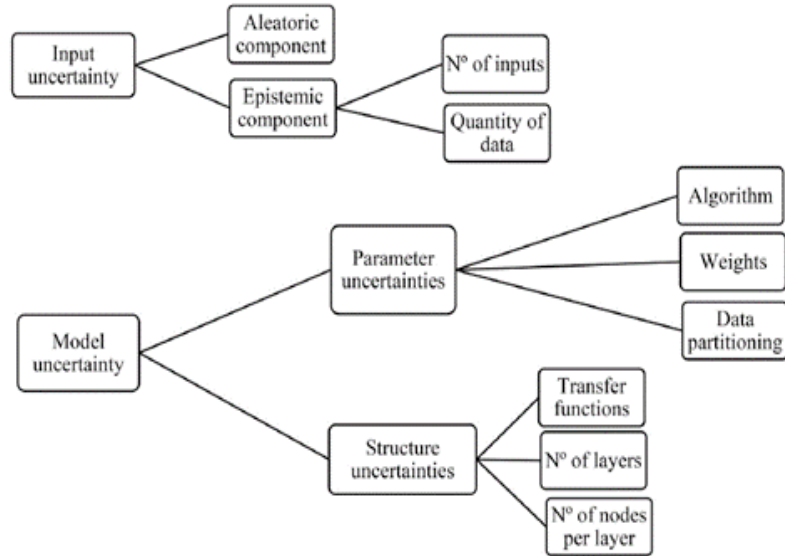 Input
uncertainty
Aleatoric
component
Epistemic
component
Nº of inputs
Quantity of
data
Model
uncertainty
Parameter
uncertainties
Algorithm
Weights
Data
partitioning
Structure
uncertainties
Transfer
functions
Nº of layers
Nº of nodes
per layer